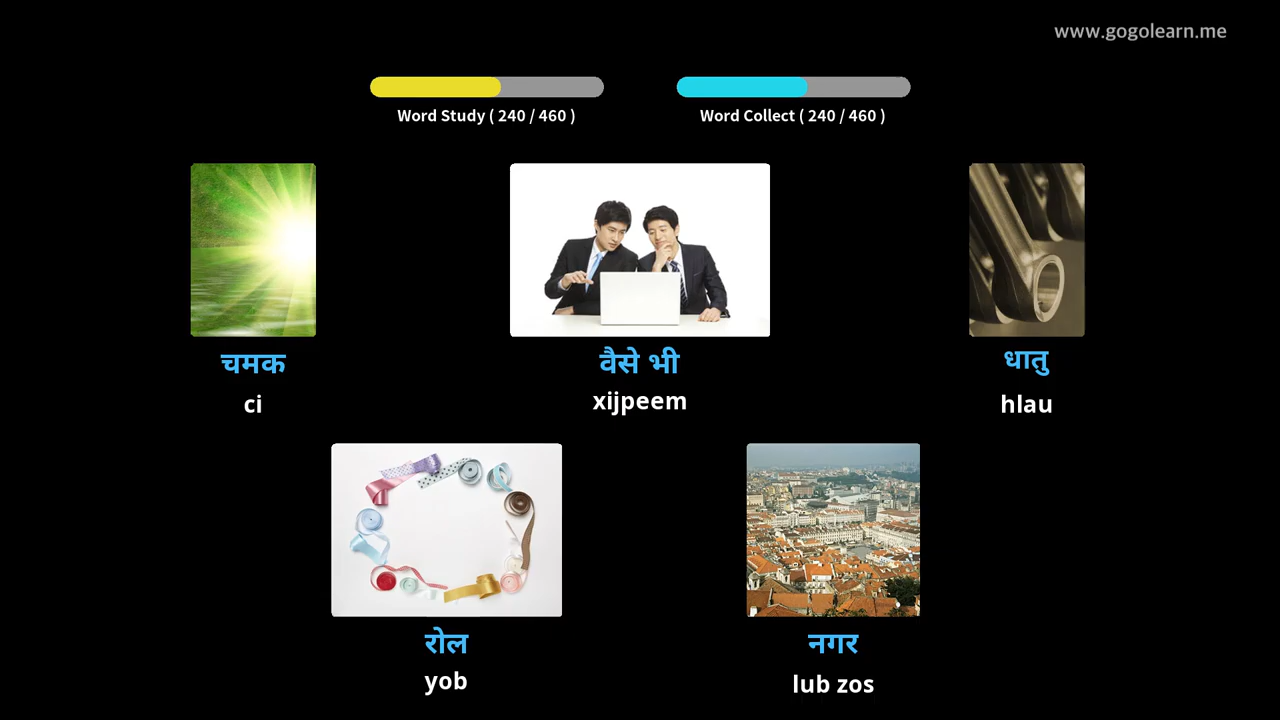 www.gogolearn.me
Word Study ( 240 / 460 )
Word Collect ( 240 / 460 )
चमक
ci
वैसे भी
xijpeem
धातु
hlau
रोल
yob
नगर
lub zos